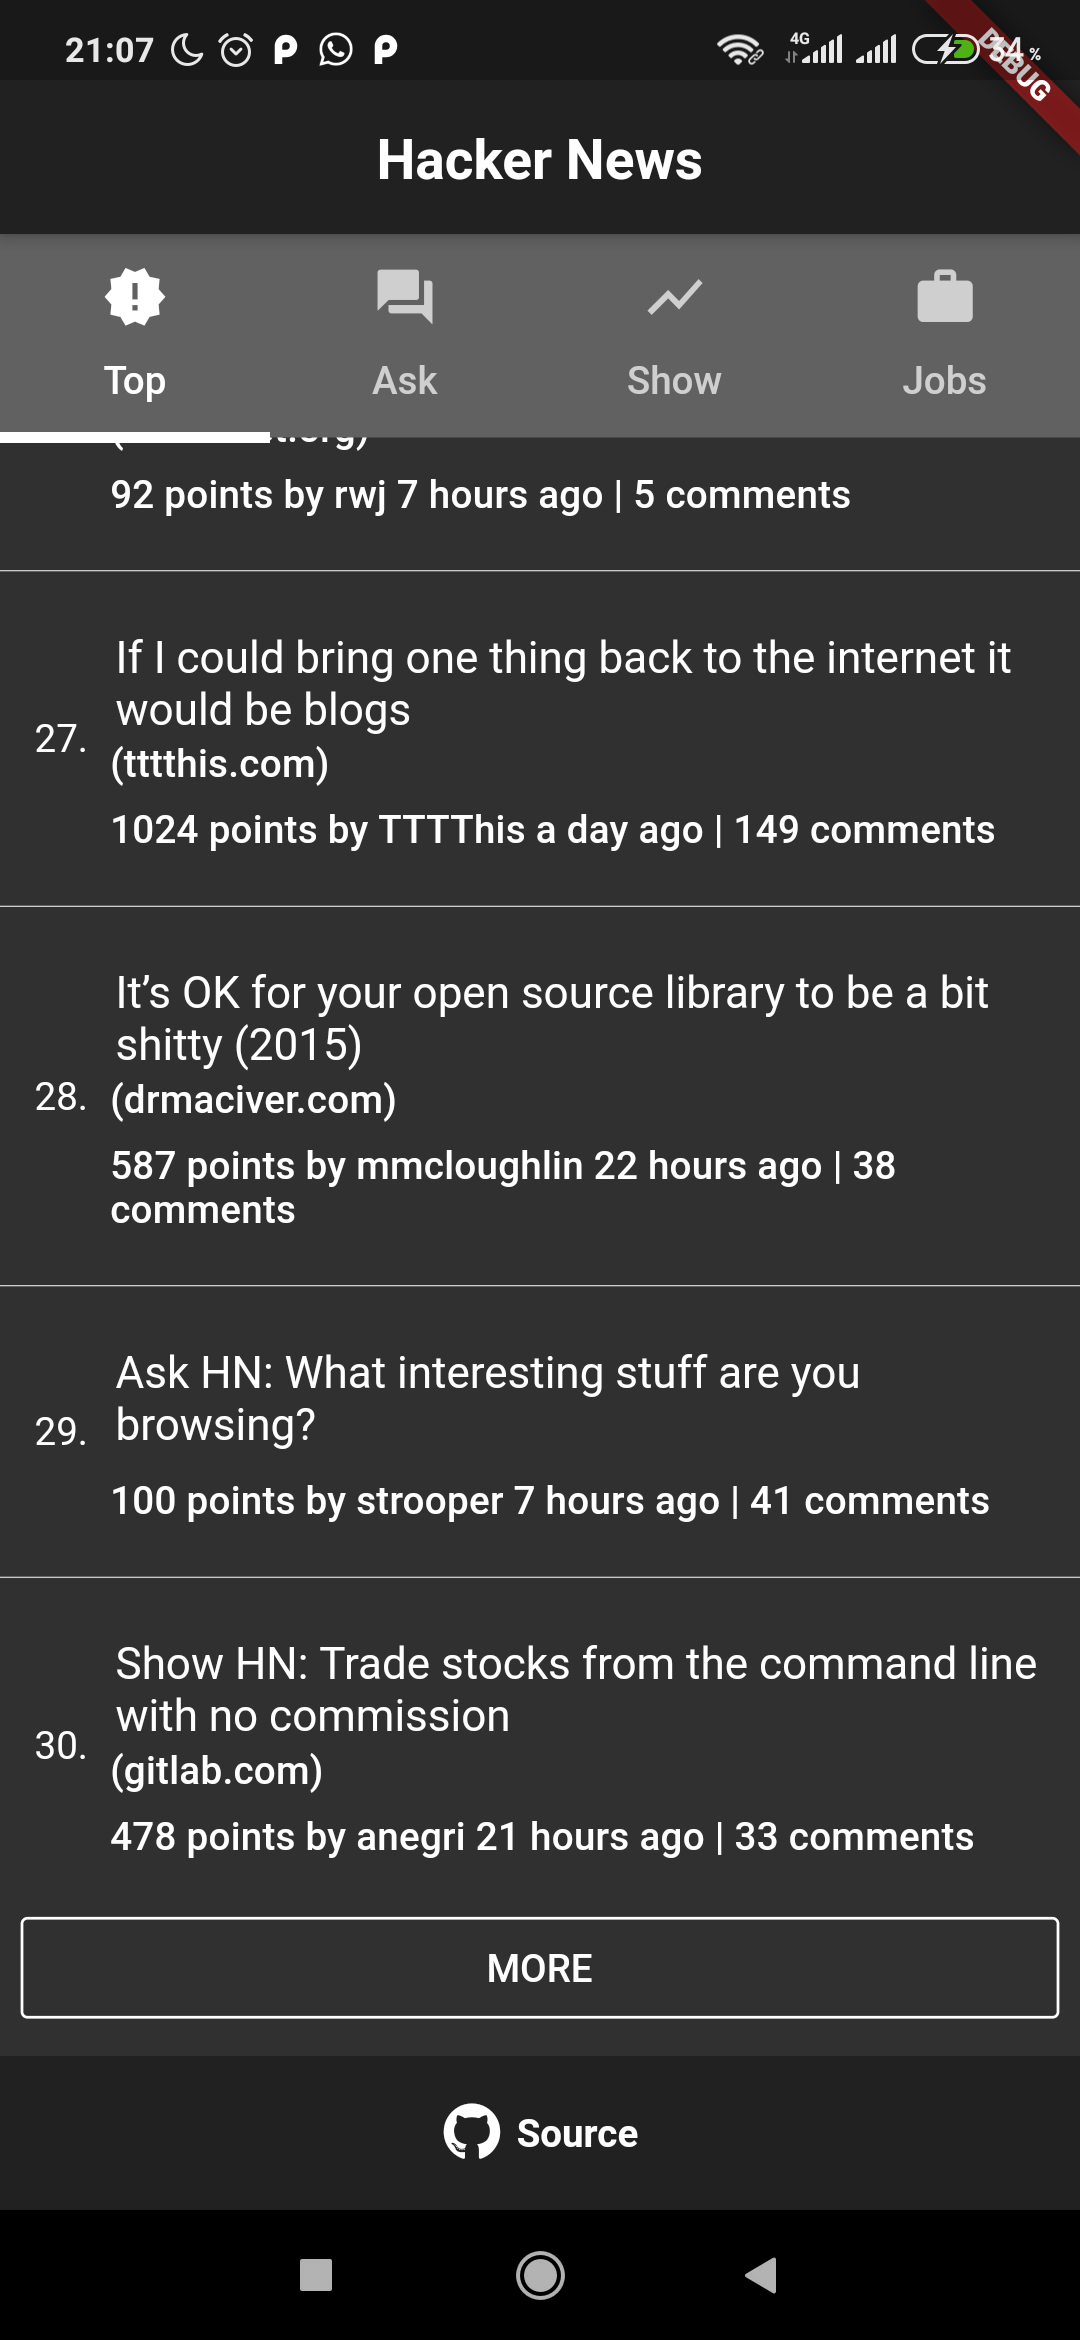 21:07
4G
34 %
DEBUG
Hacker News
Top Ask Show Jobs
92 points by rwj 7 hours ago | 5 comments
If I could bring one thing back to the internet it
would be blogs
27.
(tttthis.com)
1024 points by TTTThis a day ago | 149 comments
It’s OK for your open source library to be a bit
shitty (2015)
28.
(drmaciver.com)
587 points by mmcloughlin 22 hours ago | 38
comments
Ask HN: What interesting stuff are you
browsing?
29.
100 points by strooper 7 hours ago | 41 comments
Show HN: Trade stocks from the command line
with no commission
30.
(gitlab.com)
478 points by anegri 21 hours ago | 33 comments
MORE
Source